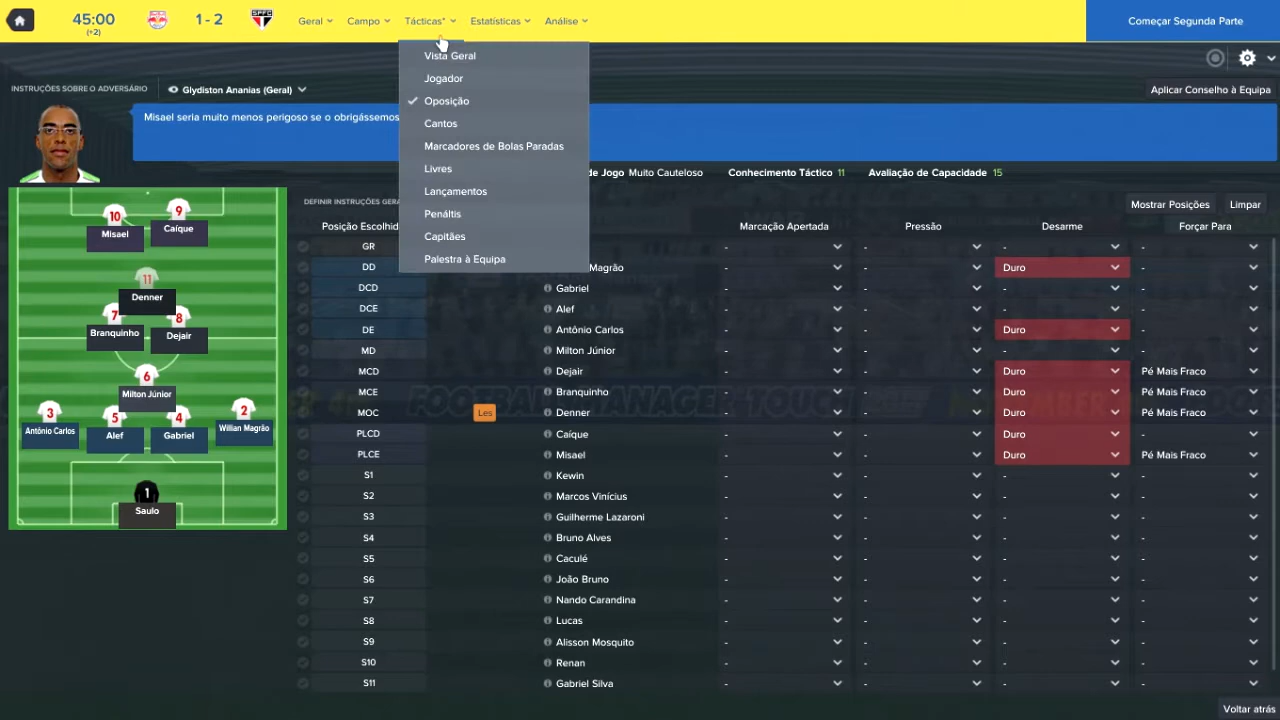 45:00
(+2)
1 - 2
SPFC
Geral
Campo
Tácticas*
Estatísticas
Análise
Começar Segunda Parte
Vista Geral
Jogador
Oposição
Cantos
Marcadores de Bolas Paradas
Livres
Lançamentos
Penáltis
Capitães
Palestra à Equipa
INSTRUÇÕES SOBRE O ADVERSÁRIO
Glydiston Ananias (Geral)
Aplicar Conselho à Equipa
Misael seria muito menos perigoso se o obrigássemos
de Jogo Muito Cauteloso
Conhecimento Táctico 11
Avaliação de Capacidade 15
DEFINIR INSTRUÇÕES GERA
Mostrar Posições
Limpar
Posição Escolhid
Marcação Apertada
Pressão
Desarme
Forçar Para
GR - - - -
DD Magrão - - Duro -
DCD Gabriel - - - -
DCE Alef - - - -
DE Antônio Carlos - - Duro -
MD Milton Júnior - - - -
MCD Dejair - - Duro Pé Mais Fraco
MCE Branquinho - - Duro Pé Mais Fraco
MOC Les Denner - - Duro Pé Mais Fraco
PLCD Caíque - - Duro -
PLCE Misael - - Duro Pé Mais Fraco
S1 Kewin - - - -
S2 Marcos Vinícius - - - -
S3 Guilherme Lazaroni - - - -
S4 Bruno Alves - - - -
S5 Caculé - - - -
S6 João Bruno - - - -
S7 Nando Carandina - - - -
S8 Lucas - - - -
S9 Alisson Mosquito - - - -
S10 Renan - - - -
S11 Gabriel Silva - - - -
10
Misael
9
Caíque
11
Denner
7
Branquinho
8
Dejair
6
Milton Júnior
3
Antônio Carlos
5
Alef
4
Gabriel
2
Willian Magrão
1
Saulo
Voltar atrás